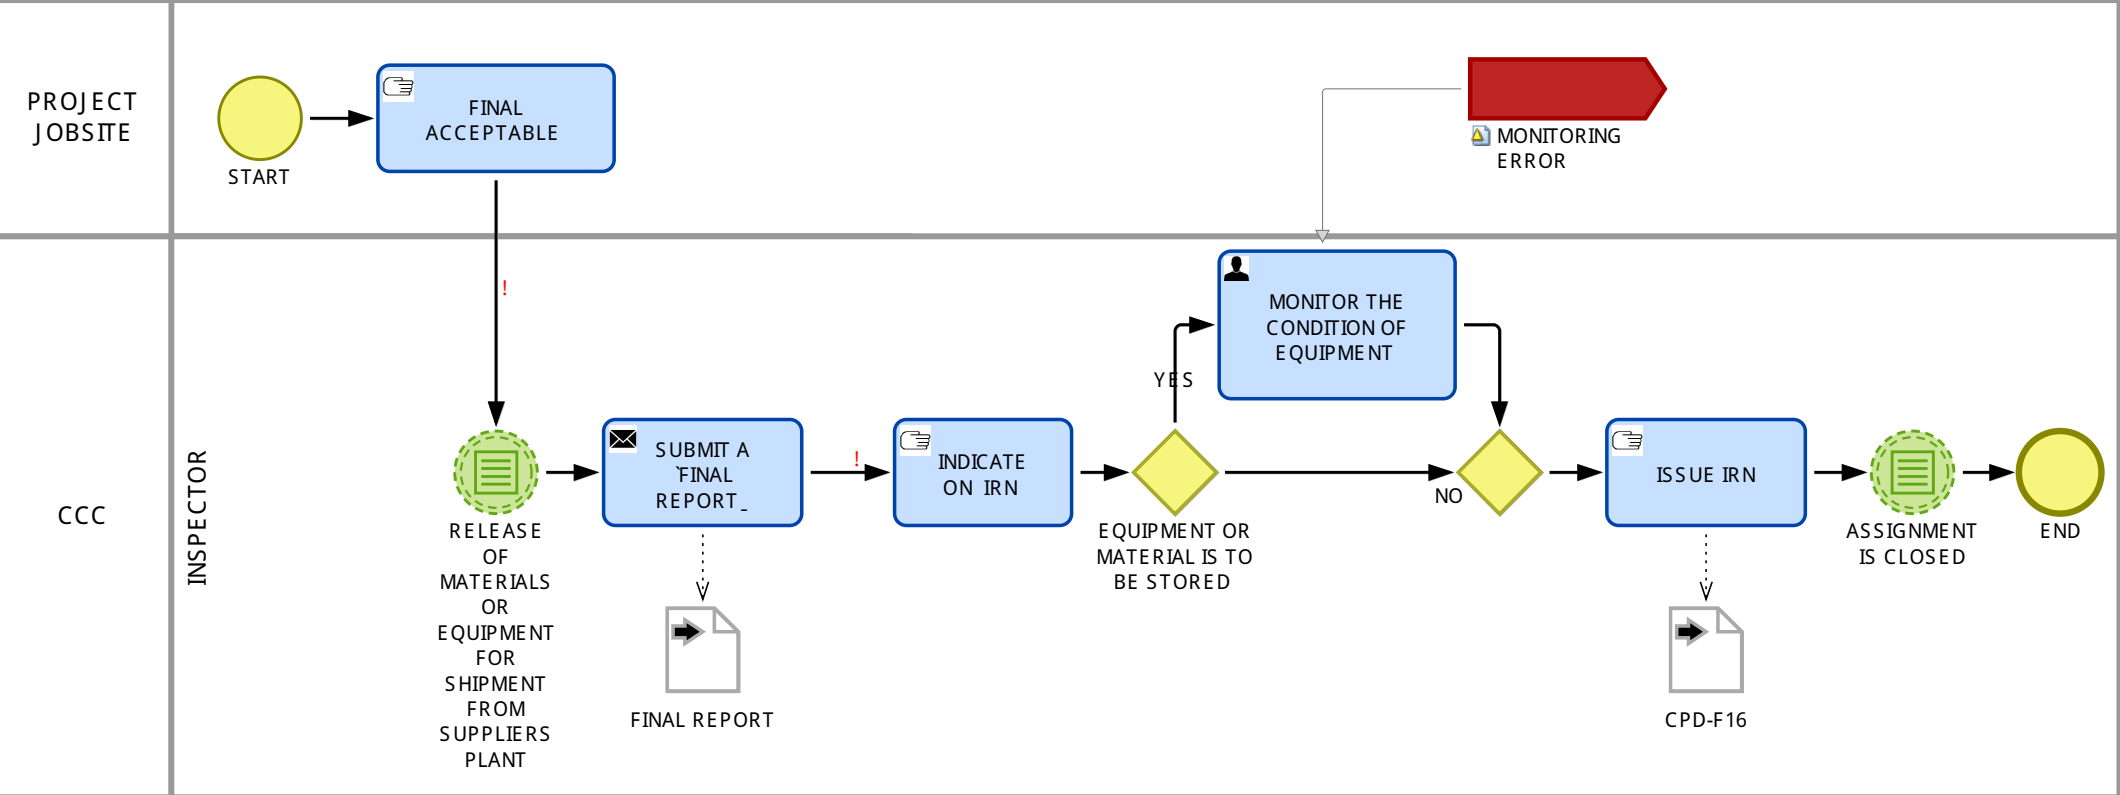 PROJECT
JOBSITE
START
FINAL
ACCEPTABLE
MONITORING
ERROR
CCC
INSPECTOR
!
RELEASE
OF
MATERIALS
OR
EQUIPMENT
FOR
SHIPMENT
FROM
SUPPLIERS
PLANT
SUBMIT A
`FINAL
REPORT_
FINAL REPORT
!
INDICATE
ON IRN
EQUIPMENT OR
MATERIAL IS TO
BE STORED
YES
MONITOR THE
CONDITION OF
EQUIPMENT
NO
ISSUE IRN
CPD-F16
ASSIGNMENT
IS CLOSED
END